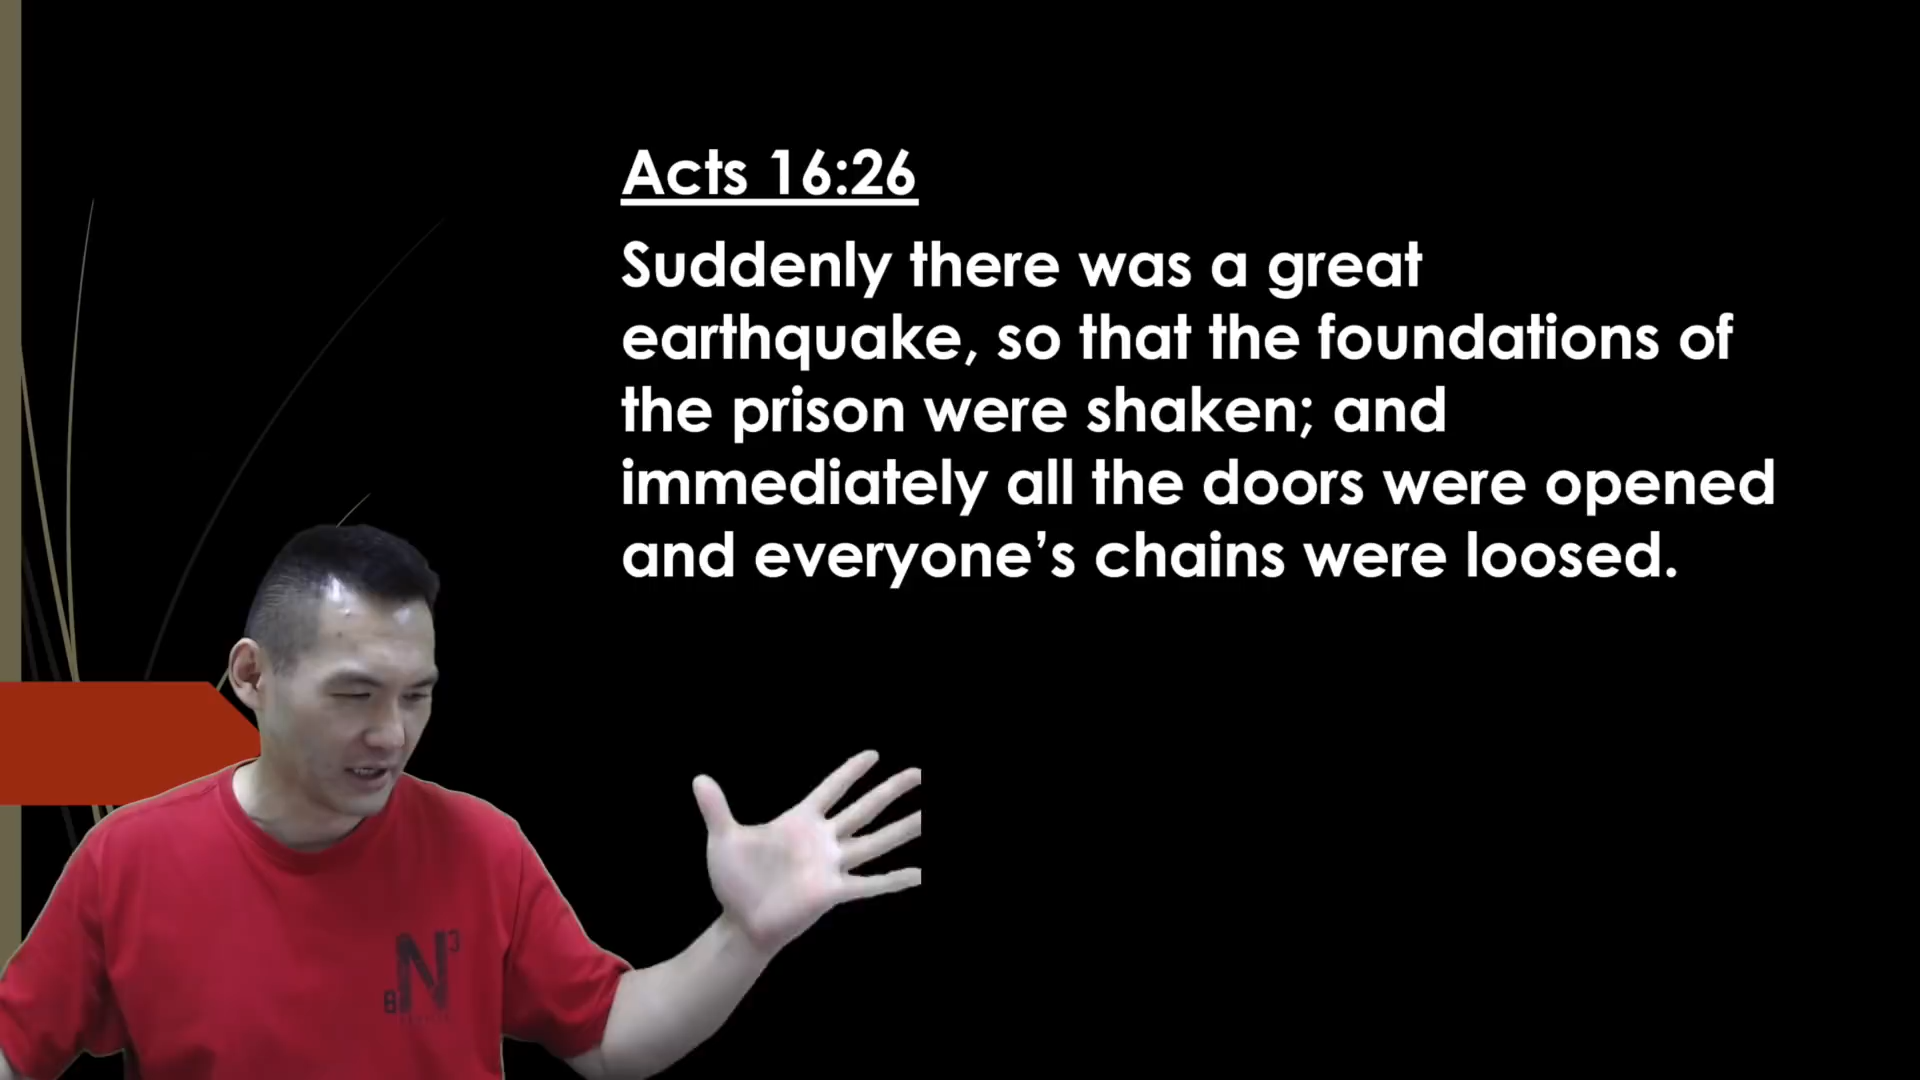 Acts 16:26
Suddenly there was a great
earthquake, so that the foundations of
the prison were shaken; and
immediately all the doors were opened
and everyone’s chains were loosed.
N3